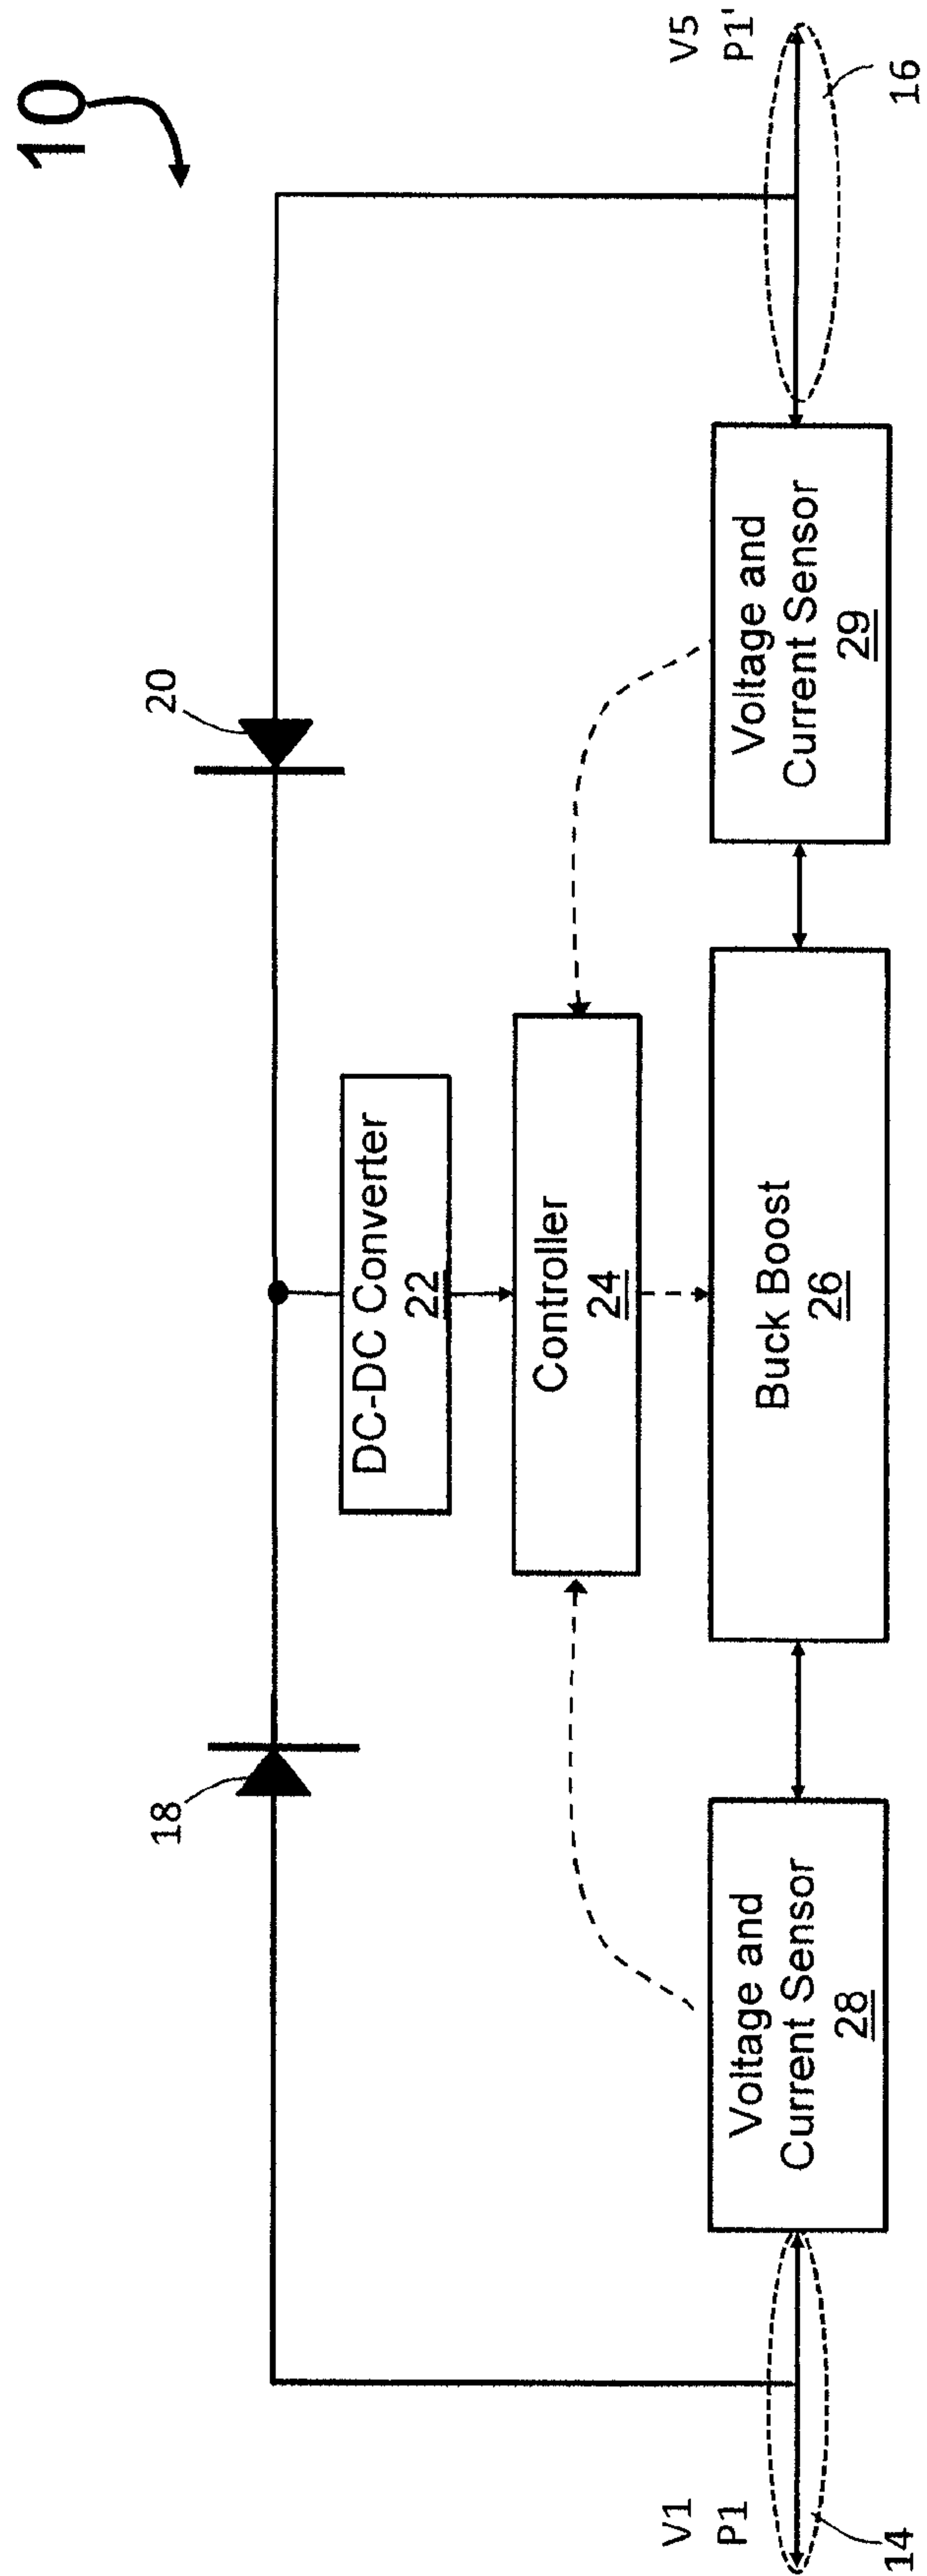 10
20
18
DC-DC Converter
22
Controller
24
V1
P1
14
Voltage and
Current Sensor
28
Buck Boost
26
Voltage and
Current Sensor
29
V5
P1'
16